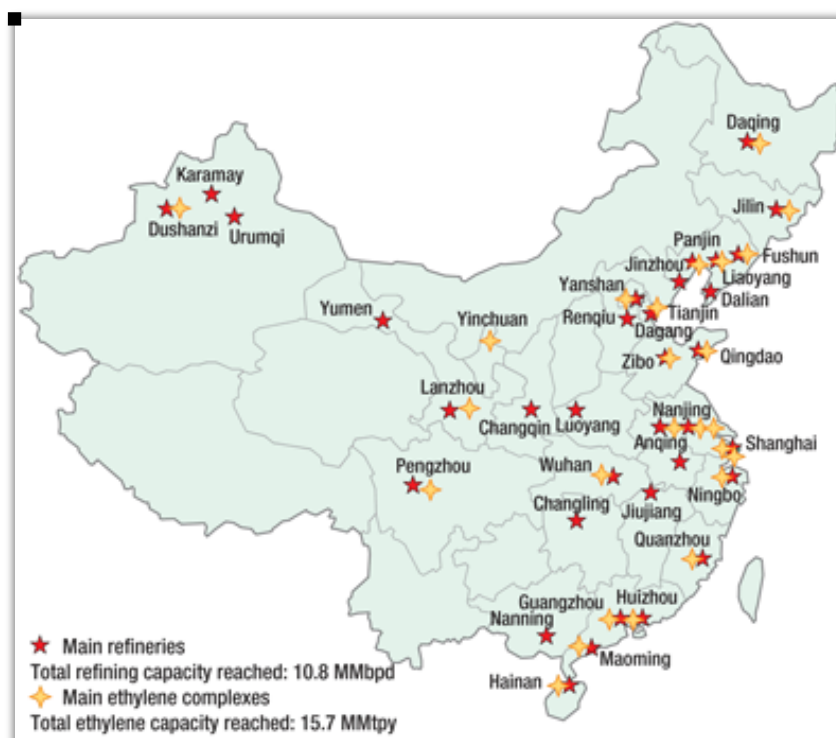 Daqing
Karamay
Jilin
Dushanzi
Urumqi
Panjin
Fushun
Jinzhou
Liaoyang
Yanshan
Dalian
Yumen
Yinchuan
Renqiu
Tianjin
Dagang
Zibo
Qingdao
Lanzhou
Changqin
Luoyang
Nanjing
Anqing
Shanghai
Pengzhou
Wuhan
Ningbo
Changling
Jiujiang
Quanzhou
Guangzhou
Huizhou
Nanning
Main refineries
Maoming
Total refining capacity reached: 10.8 MMbpd
Hainan
Main ethylene complexes
Total ethylene capacity reached: 15.7 MMtpy